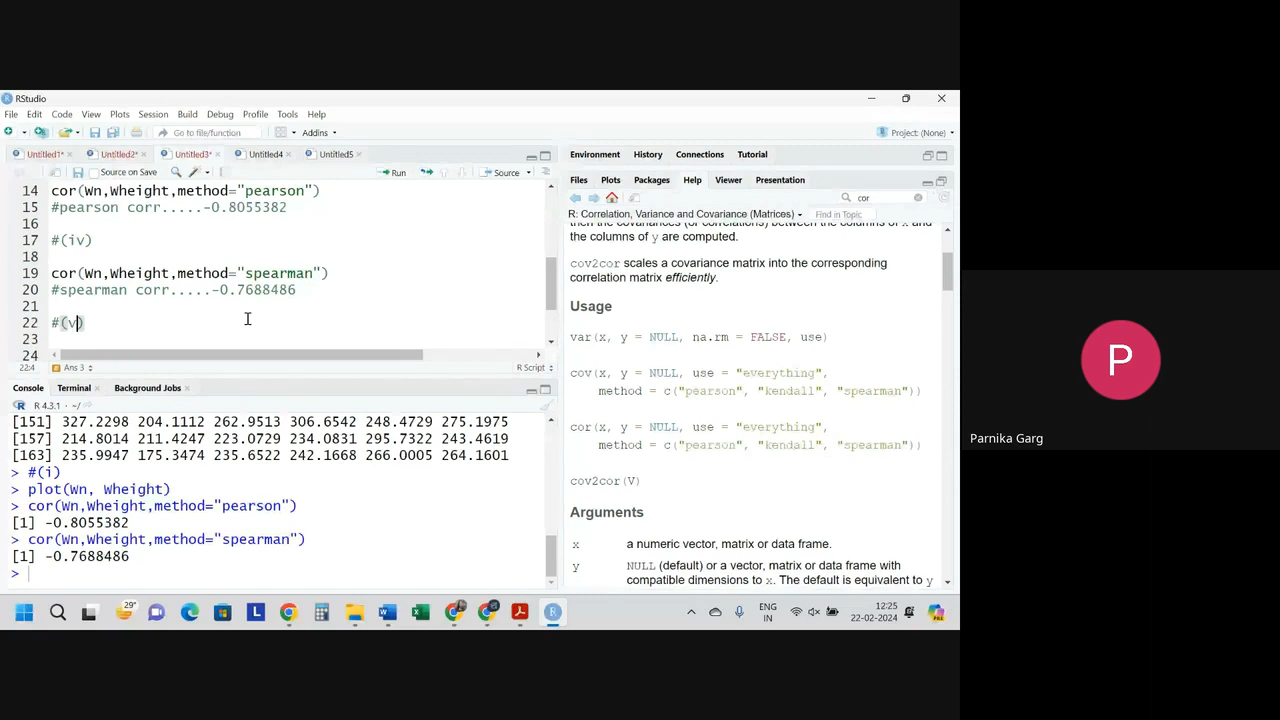 RStudio
File Edit Code View Plots Session Build Debug Profile Tools Help
Go to file/function Addins Project: (None)
Untitled1* Untitled2* Untitled3* Untitled4 Untitled5
Source on Save Run Source
14 cor(Wn,Wheight,method="pearson")
15 #pearson corr.....-0.8055382
16
17 #(iv)
18
19 cor(Wn,Wheight,method="spearman")
20 #spearman corr.....-0.7688486
21
22 #(v)
23
24
22:4 Ans 3 R Script
Console Terminal Background Jobs
R 4.3.1 · ~/
[151] 327.2298 204.1112 262.9513 306.6542 248.4729 275.1975
[157] 214.8014 211.4247 223.0729 234.0831 295.7322 243.4619
[163] 235.9947 175.3474 235.6522 242.1668 266.0005 264.1601
> #(i)
> plot(Wn, Wheight)
> cor(Wn,Wheight,method="pearson")
[1] -0.8055382
> cor(Wn,Wheight,method="spearman")
[1] -0.7688486
>
Environment History Connections Tutorial
Files Plots Packages Help Viewer Presentation
cor
R: Correlation, Variance and Covariance (Matrices) Find in Topic
then the covariances (or correlations) between the columns of x and
the columns of y are computed.
cov2cor scales a covariance matrix into the corresponding
correlation matrix efficiently.
Usage
var(x, y = NULL, na.rm = FALSE, use)
cov(x, y = NULL, use = "everything",
method = c("pearson", "kendall", "spearman"))
cor(x, y = NULL, use = "everything",
method = c("pearson", "kendall", "spearman"))
cov2cor(V)
Arguments
x a numeric vector, matrix or data frame.
y NULL (default) or a vector, matrix or data frame with
compatible dimensions to x. The default is equivalent to y
29°
ENG
IN
12:25
22-02-2024
P
Parnika Garg